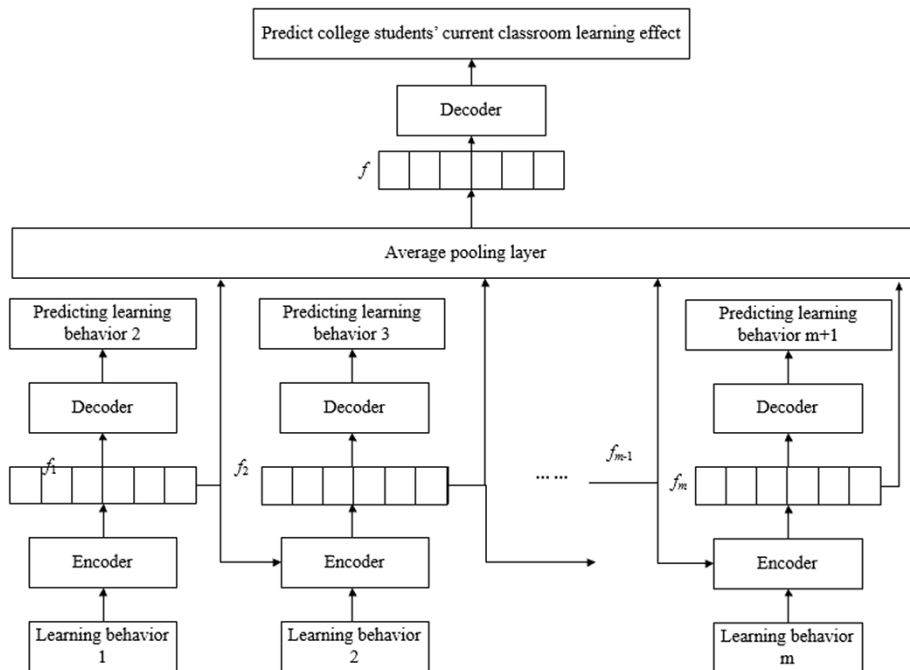 Predict college students' current classroom learning effect
Decoder
f
Average pooling layer
Predicting learning
behavior 2
Predicting learning
behavior 3
Predicting learning
behavior m+1
Decoder
Decoder
Decoder
f1
f2
... ...
fm-1
fm
Encoder
Encoder
Encoder
Learning behavior
1
Learning behavior
2
Learning behavior
m